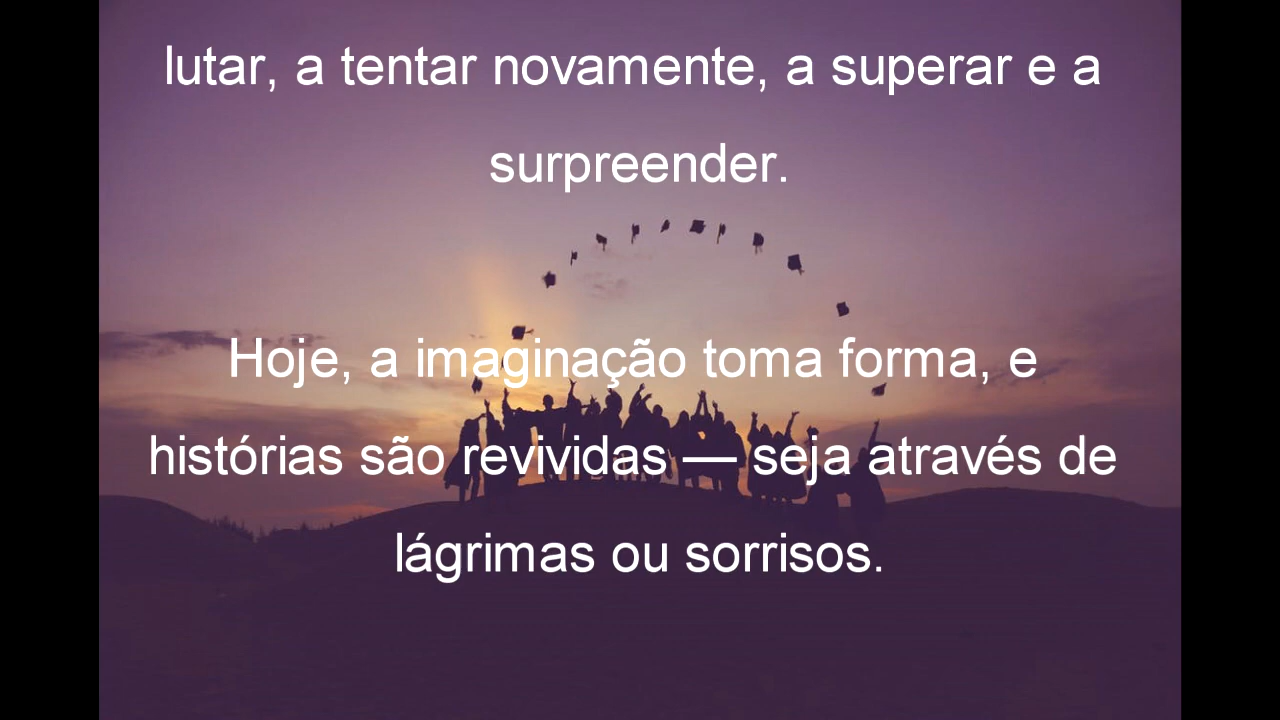 lutar, a tentar novamente, a superar e a
surpreender.
Hoje, a imaginação toma forma, e
histórias são revividas — seja através de
lágrimas ou sorrisos.